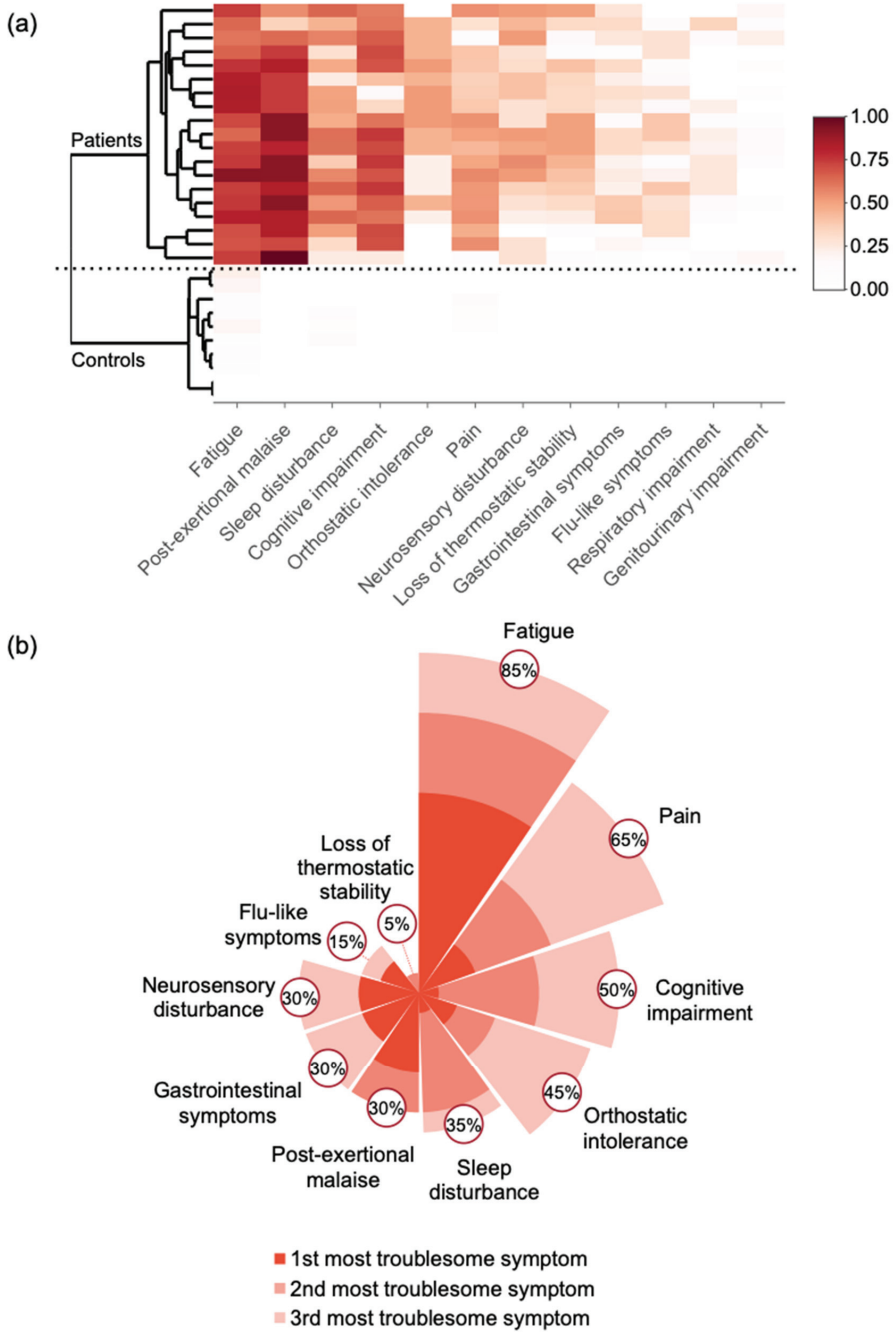 (a)
Patients
Controls
1.00
0.75
0.50
0.25
0.00
Fatigue
Post-exertional malaise
Sleep disturbance
Cognitive impairment
Orthostatic intolerance
Pain
Neurosensory disturbance
Loss of thermostatic stability
Gastrointestinal symptoms
Flu-like symptoms
Respiratory impairment
Genitourinary impairment
(b)
Fatigue
85%
Pain
65%
Cognitive
impairment
50%
Orthostatic
intolerance
45%
Sleep
disturbance
35%
Post-exertional
malaise
30%
Gastrointestinal
symptoms
30%
Neurosensory
disturbance
30%
Flu-like
symptoms
15%
Loss of
thermostatic
stability
5%
1st most troublesome symptom
2nd most troublesome symptom
3rd most troublesome symptom